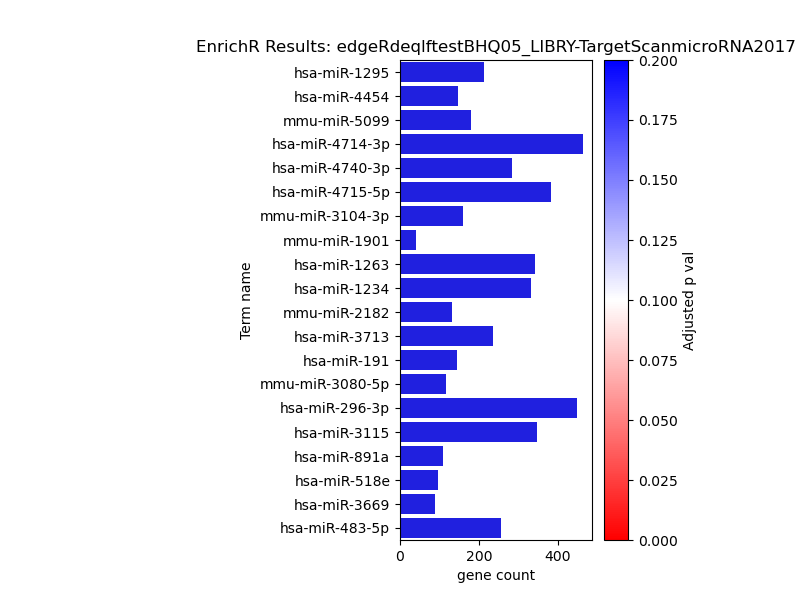 EnrichR Results: edgeRdeqlftestBHQ05_LIBRY-TargetScanmicroRNA2017
hsa-miR-1295
hsa-miR-4454
mmu-miR-5099
hsa-miR-4714-3p
hsa-miR-4740-3p
hsa-miR-4715-5p
mmu-miR-3104-3p
mmu-miR-1901
hsa-miR-1263
hsa-miR-1234
mmu-miR-2182
hsa-miR-3713
hsa-miR-191
mmu-miR-3080-5p
hsa-miR-296-3p
hsa-miR-3115
hsa-miR-891a
hsa-miR-518e
hsa-miR-3669
hsa-miR-483-5p
Term name
0 200 400
gene count
0.200
0.175
0.150
0.125
0.100
0.075
0.050
0.025
0.000
Adjusted p val